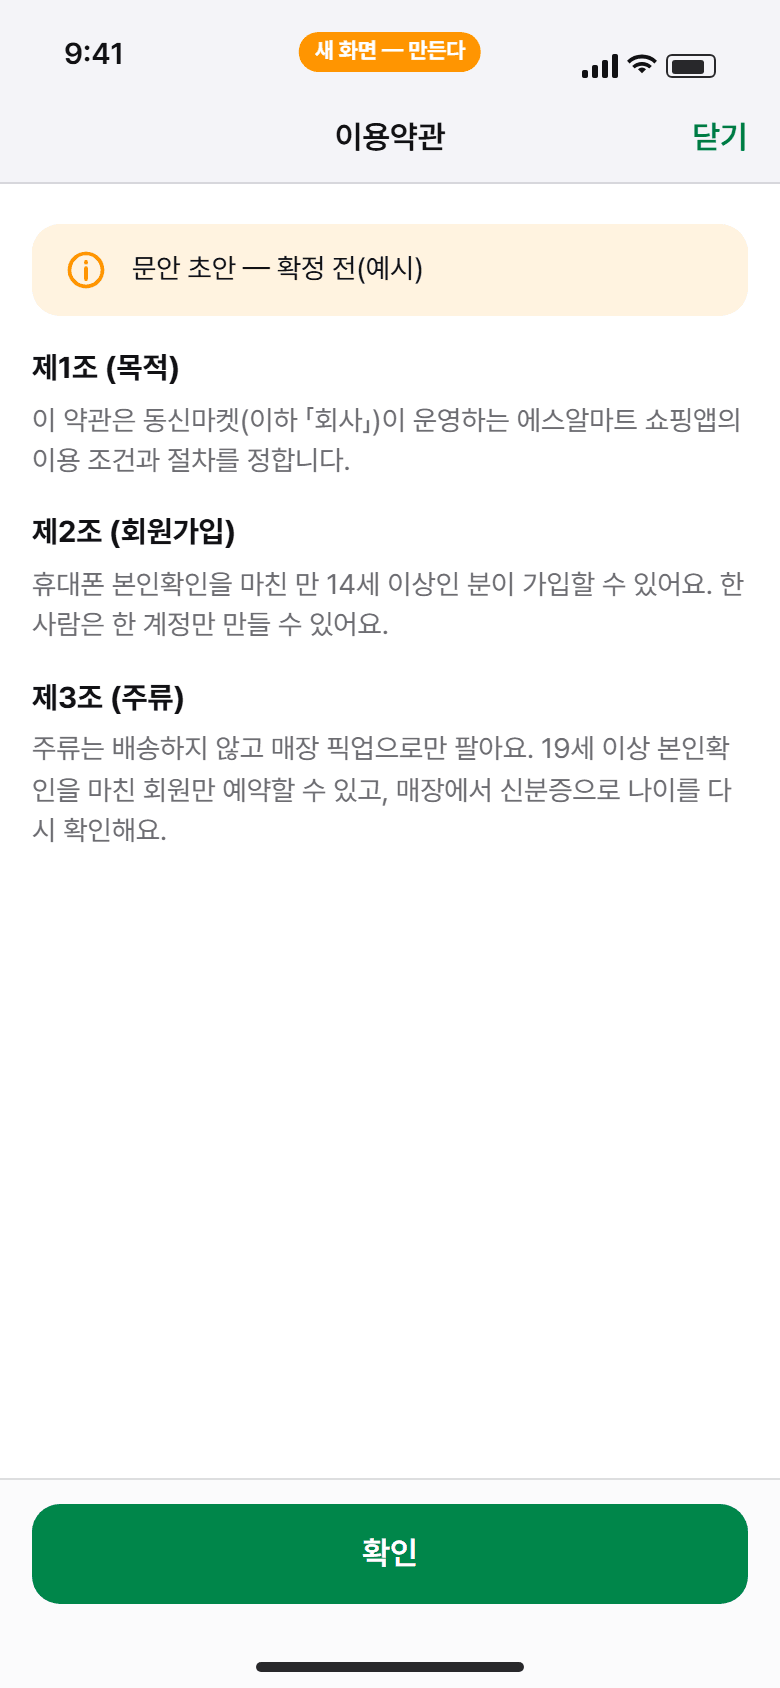 9:41
새 화면 — 만든다
이용약관
닫기
문안 초안 — 확정 전(예시)
제1조 (목적)
이 약관은 동신마켓(이하 「회사」)이 운영하는 에스알마트 쇼핑앱의
이용 조건과 절차를 정합니다.
제2조 (회원가입)
휴대폰 본인확인을 마친 만 14세 이상인 분이 가입할 수 있어요. 한
사람은 한 계정만 만들 수 있어요.
제3조 (주류)
주류는 배송하지 않고 매장 픽업으로만 팔아요. 19세 이상 본인확
인을 마친 회원만 예약할 수 있고, 매장에서 신분증으로 나이를 다
시 확인해요.
확인